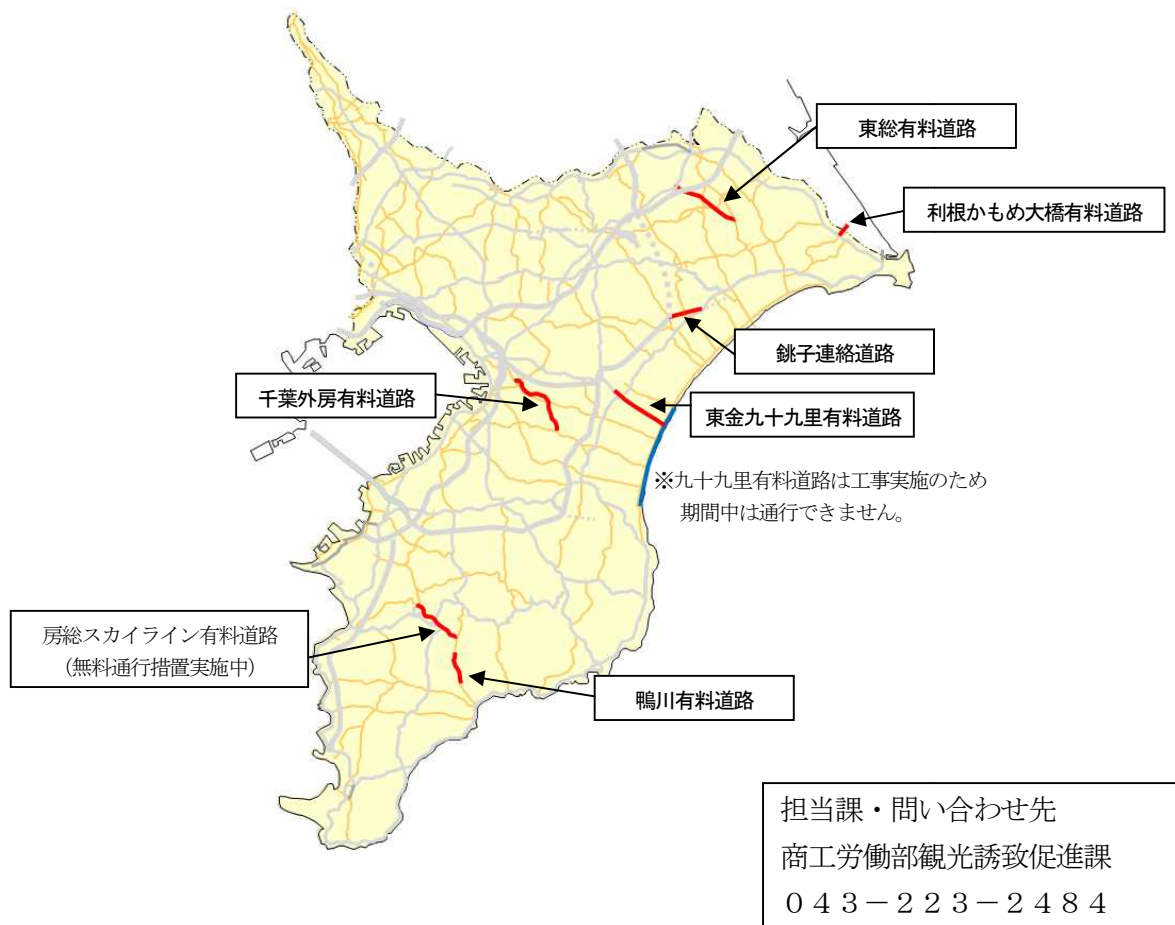 東総有料道路
利根かもめ大橋有料道路
銚子連絡道路
千葉外房有料道路
東金九十九里有料道路
※九十九里有料道路は工事実施のため
期間中は通行できません。
房総スカイライン有料道路
(無料通行措置実施中)
鴨川有料道路
担当課・問い合わせ先
商工労働部観光誘致促進課
０４３－２２３－２４８４